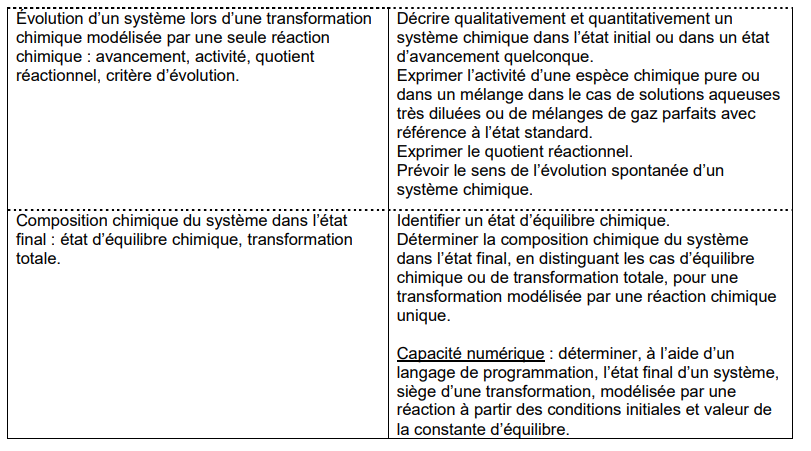 Évolution d’un système lors d’une transformation
chimique modélisée par une seule réaction
chimique : avancement, activité, quotient
réactionnel, critère d’évolution.
Décrire qualitativement et quantitativement un
système chimique dans l’état initial ou dans un état
d’avancement quelconque.
Exprimer l’activité d’une espèce chimique pure ou
dans un mélange dans le cas de solutions aqueuses
très diluées ou de mélanges de gaz parfaits avec
référence à l’état standard.
Exprimer le quotient réactionnel.
Prévoir le sens de l’évolution spontanée d’un
système chimique.
Composition chimique du système dans l’état
final : état d’équilibre chimique, transformation
totale.
Identifier un état d’équilibre chimique.
Déterminer la composition chimique du système
dans l’état final, en distinguant les cas d’équilibre
chimique ou de transformation totale, pour une
transformation modélisée par une réaction chimique
unique.
Capacité numérique : déterminer, à l’aide d’un
langage de programmation, l’état final d’un système,
siège d’une transformation, modélisée par une
réaction à partir des conditions initiales et valeur de
la constante d’équilibre.